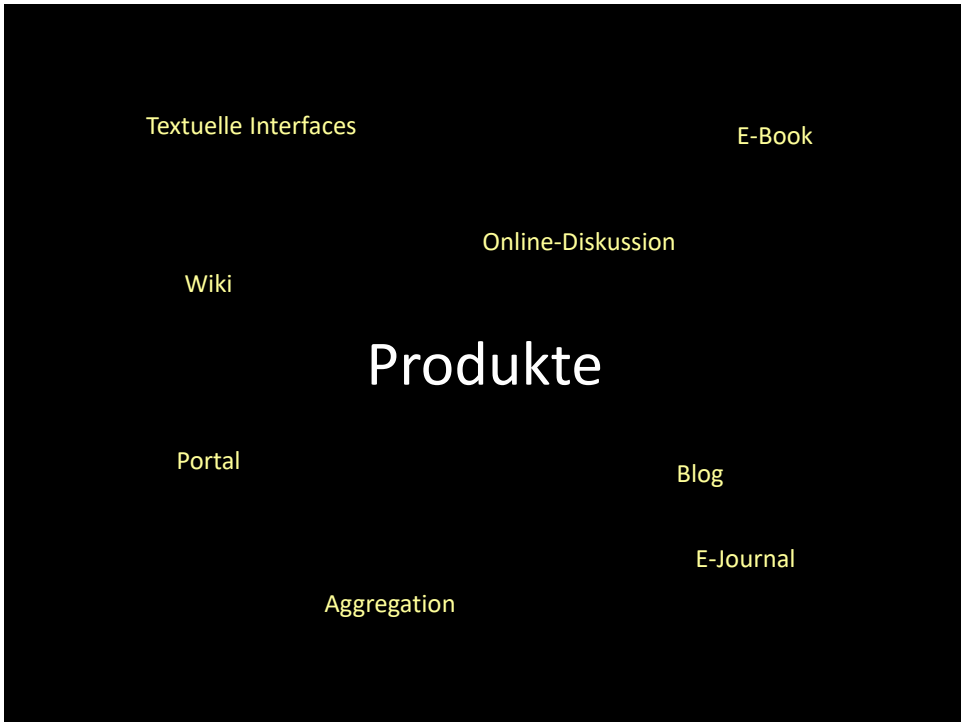 Textuelle Interfaces
E-Book
Online-Diskussion
Wiki
Produkte
Portal
Blog
E-Journal
Aggregation